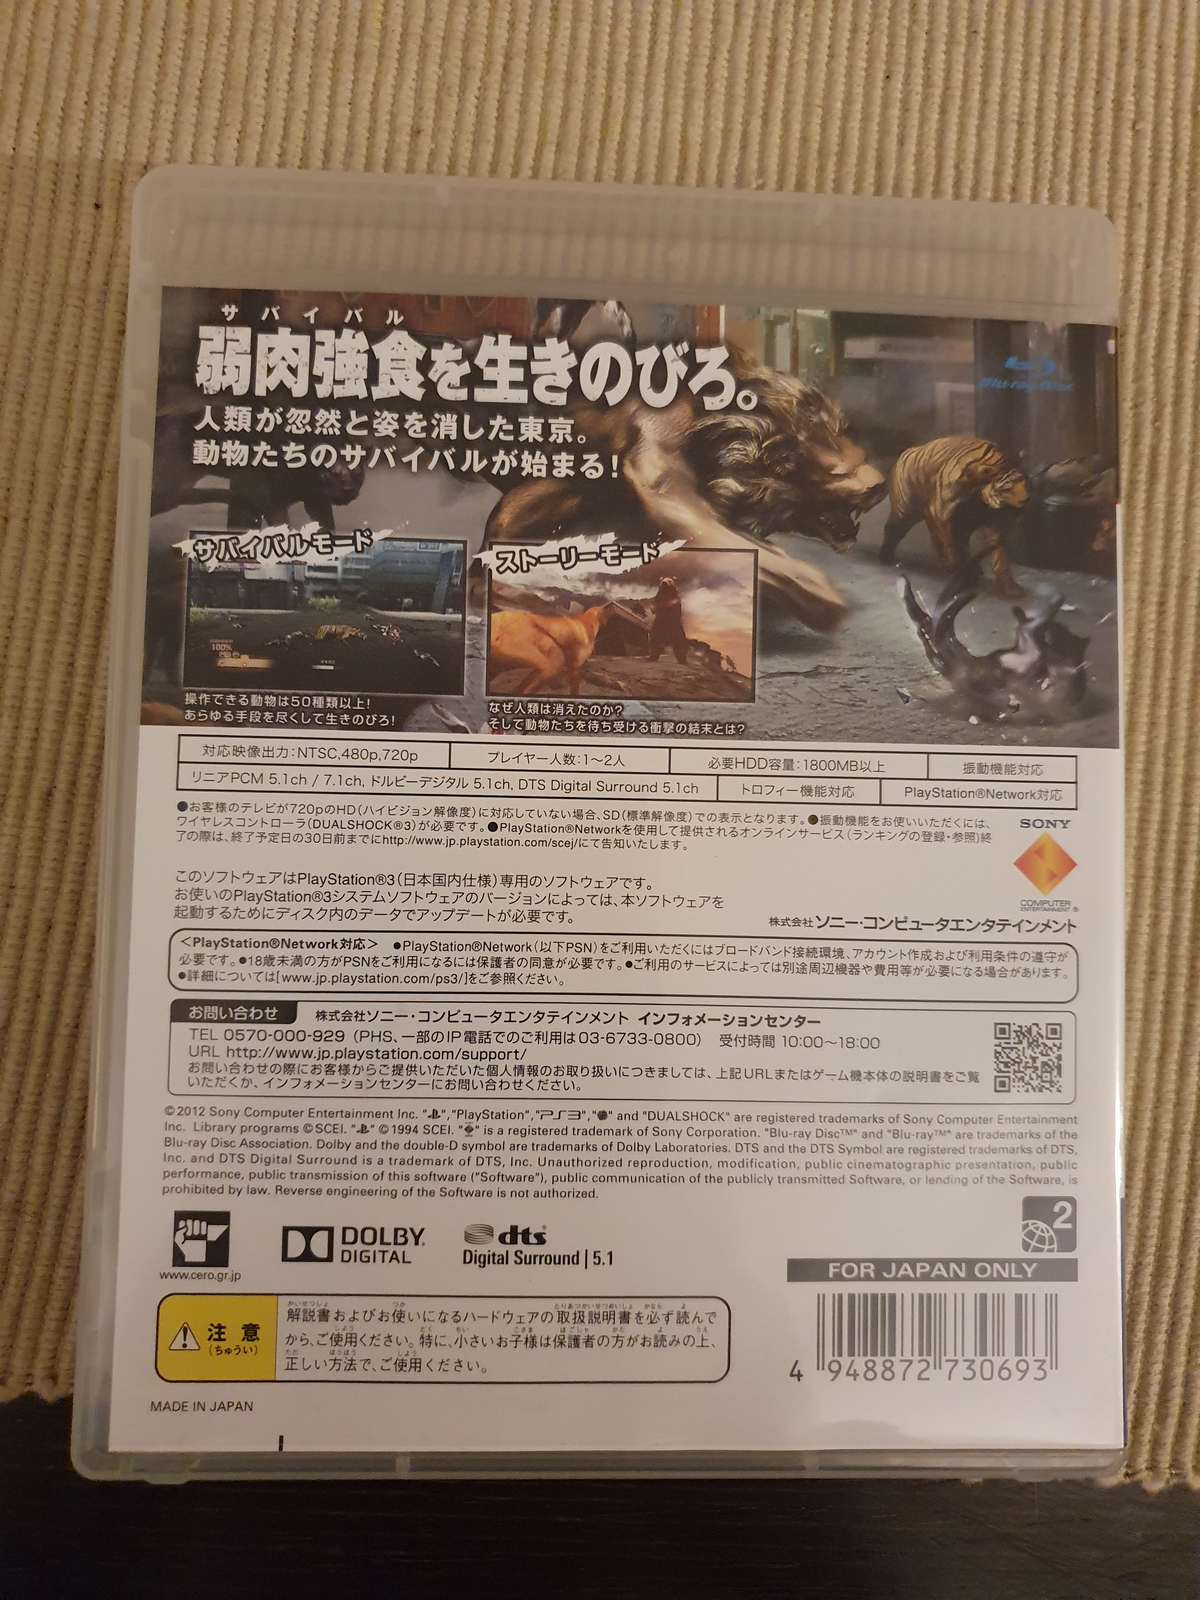 サバイバル
弱肉強食を生きのびろ。
人類が忽然と姿を消した東京。
動物たちのサバイバルが始まる!
Blu-ray Disc
サバイバルモード
ストーリーモード
100%
操作できる動物は50種類以上!
あらゆる手段を尽くして生きのびろ!
なぜ人類は消えたのか?
そして動物たちを待ち受ける衝撃の結末とは?
対応映像出力:NTSC,480p,720p
プレイヤー人数:1〜2人
必要HDD容量:1800MB以上
振動機能対応
リニアPCM 5.1ch / 7.1ch, ドルビーデジタル 5.1ch, DTS Digital Surround 5.1ch
トロフィー機能対応
PlayStation®Network対応
●お客様のテレビが720pのHD(ハイビジョン解像度)に対応していない場合、SD(標準解像度)での表示となります。●振動機能をお使いいただくには、
ワイヤレスコントローラ(DUALSHOCK®3)が必要です。●PlayStation®Networkを使用して提供されるオンラインサービス(ランキングの登録・参照)終
了の際は、終了予定日の30日前までにhttp://www.jp.playstation.com/scej/にて告知いたします。
SONY
COMPUTER
ENTERTAINMENT®
このソフトウェアはPlayStation®3(日本国内仕様)専用のソフトウェアです。
お使いのPlayStation®3システムソフトウェアのバージョンによっては、本ソフトウェアを
起動するためにディスク内のデータでアップデートが必要です。
株式会社ソニー・コンピュータエンタテインメント
<PlayStation®Network対応> ●PlayStation®Network(以下PSN)をご利用いただくにはブロードバンド接続環境、アカウント作成および利用条件の遵守が
必要です。●18歳未満の方がPSNをご利用になるには保護者の同意が必要です。●ご利用のサービスによっては別途周辺機器や費用等が必要になる場合があります。
●詳細については[www.jp.playstation.com/ps3/]をご参照ください。
お問い合わせ 株式会社ソニー・コンピュータエンタテインメント インフォメーションセンター
TEL 0570-000-929 (PHS、一部のIP電話でのご利用は03-6733-0800) 受付時間 10:00〜18:00
URL http://www.jp.playstation.com/support/
お問い合わせの際にお客様からご提供いただいた個人情報のお取り扱いにつきましては、上記URLまたはゲーム機本体の説明書をご覧
いただくか、インフォメーションセンターにお問い合わせください。
©2012 Sony Computer Entertainment Inc. "", "PlayStation", "PS3", "" and "DUALSHOCK" are registered trademarks of Sony Computer Entertainment
Inc. Library programs ©SCEI. "" ©1994 SCEI. "" is a registered trademark of Sony Corporation. "Blu-ray Disc™" and "Blu-ray™" are trademarks of the
Blu-ray Disc Association. Dolby and the double-D symbol are trademarks of Dolby Laboratories. DTS and the DTS Symbol are registered trademarks of DTS,
Inc. and DTS Digital Surround is a trademark of DTS, Inc. Unauthorized reproduction, modification, public cinematographic presentation, public
performance, public transmission of this software ("Software"), public communication of the publicly transmitted Software, or lending of the Software, is
prohibited by law. Reverse engineering of the Software is not authorized.
www.cero.gr.jp
DOLBY
DIGITAL
dts
Digital Surround | 5.1
2
FOR JAPAN ONLY
注意
(ちゅうい)
解説書およびお使いになるハードウェアの取扱説明書を必ず読んで
から、ご使用ください。特に、小さいお子様は保護者の方がお読みの上、
正しい方法で、ご使用ください。
4 948872 730693
MADE IN JAPAN